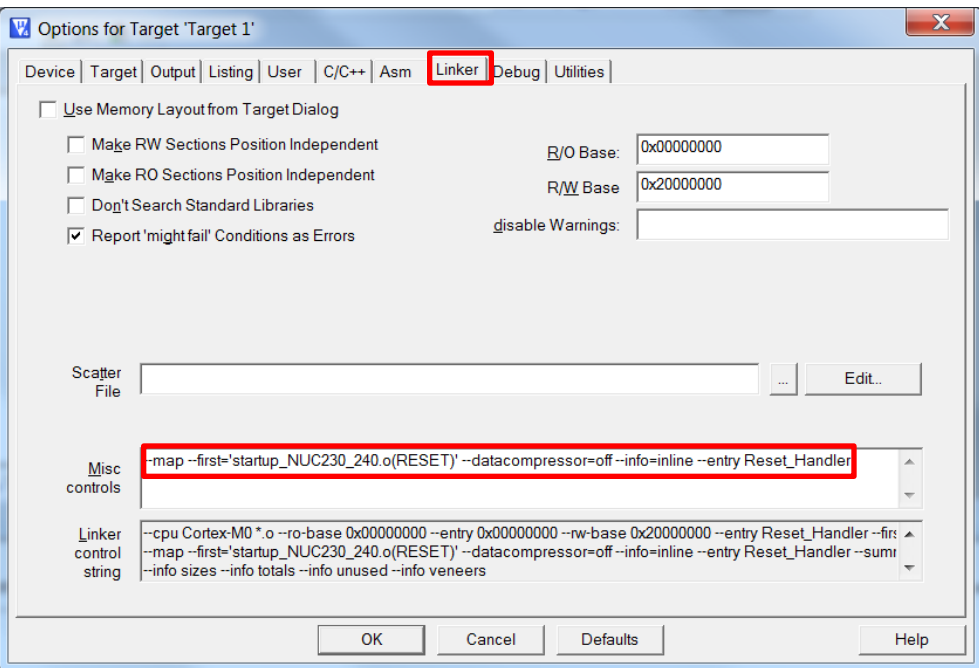 Options for Target 'Target 1'
X
Device Target Output Listing User C/C++ Asm Linker Debug Utilities
Use Memory Layout from Target Dialog
Make RW Sections Position Independent
Make RO Sections Position Independent
Don't Search Standard Libraries
Report 'might fail' Conditions as Errors
R/O Base: 0x00000000
R/W Base 0x20000000
disable Warnings:
Scatter
File
...
Edit...
Misc
controls
--map --first='startup_NUC230_240.o(RESET)' --datacompressor=off --info=inline --entry Reset_Handler
Linker
control
string
--cpu Cortex-M0 *.o --ro-base 0x00000000 --entry 0x00000000 --rw-base 0x20000000 --entry Reset_Handler --firs
--map --first='startup_NUC230_240.o(RESET)' --datacompressor=off --info=inline --entry Reset_Handler --summ
--info sizes --info totals --info unused --info veneers
OK Cancel Defaults Help